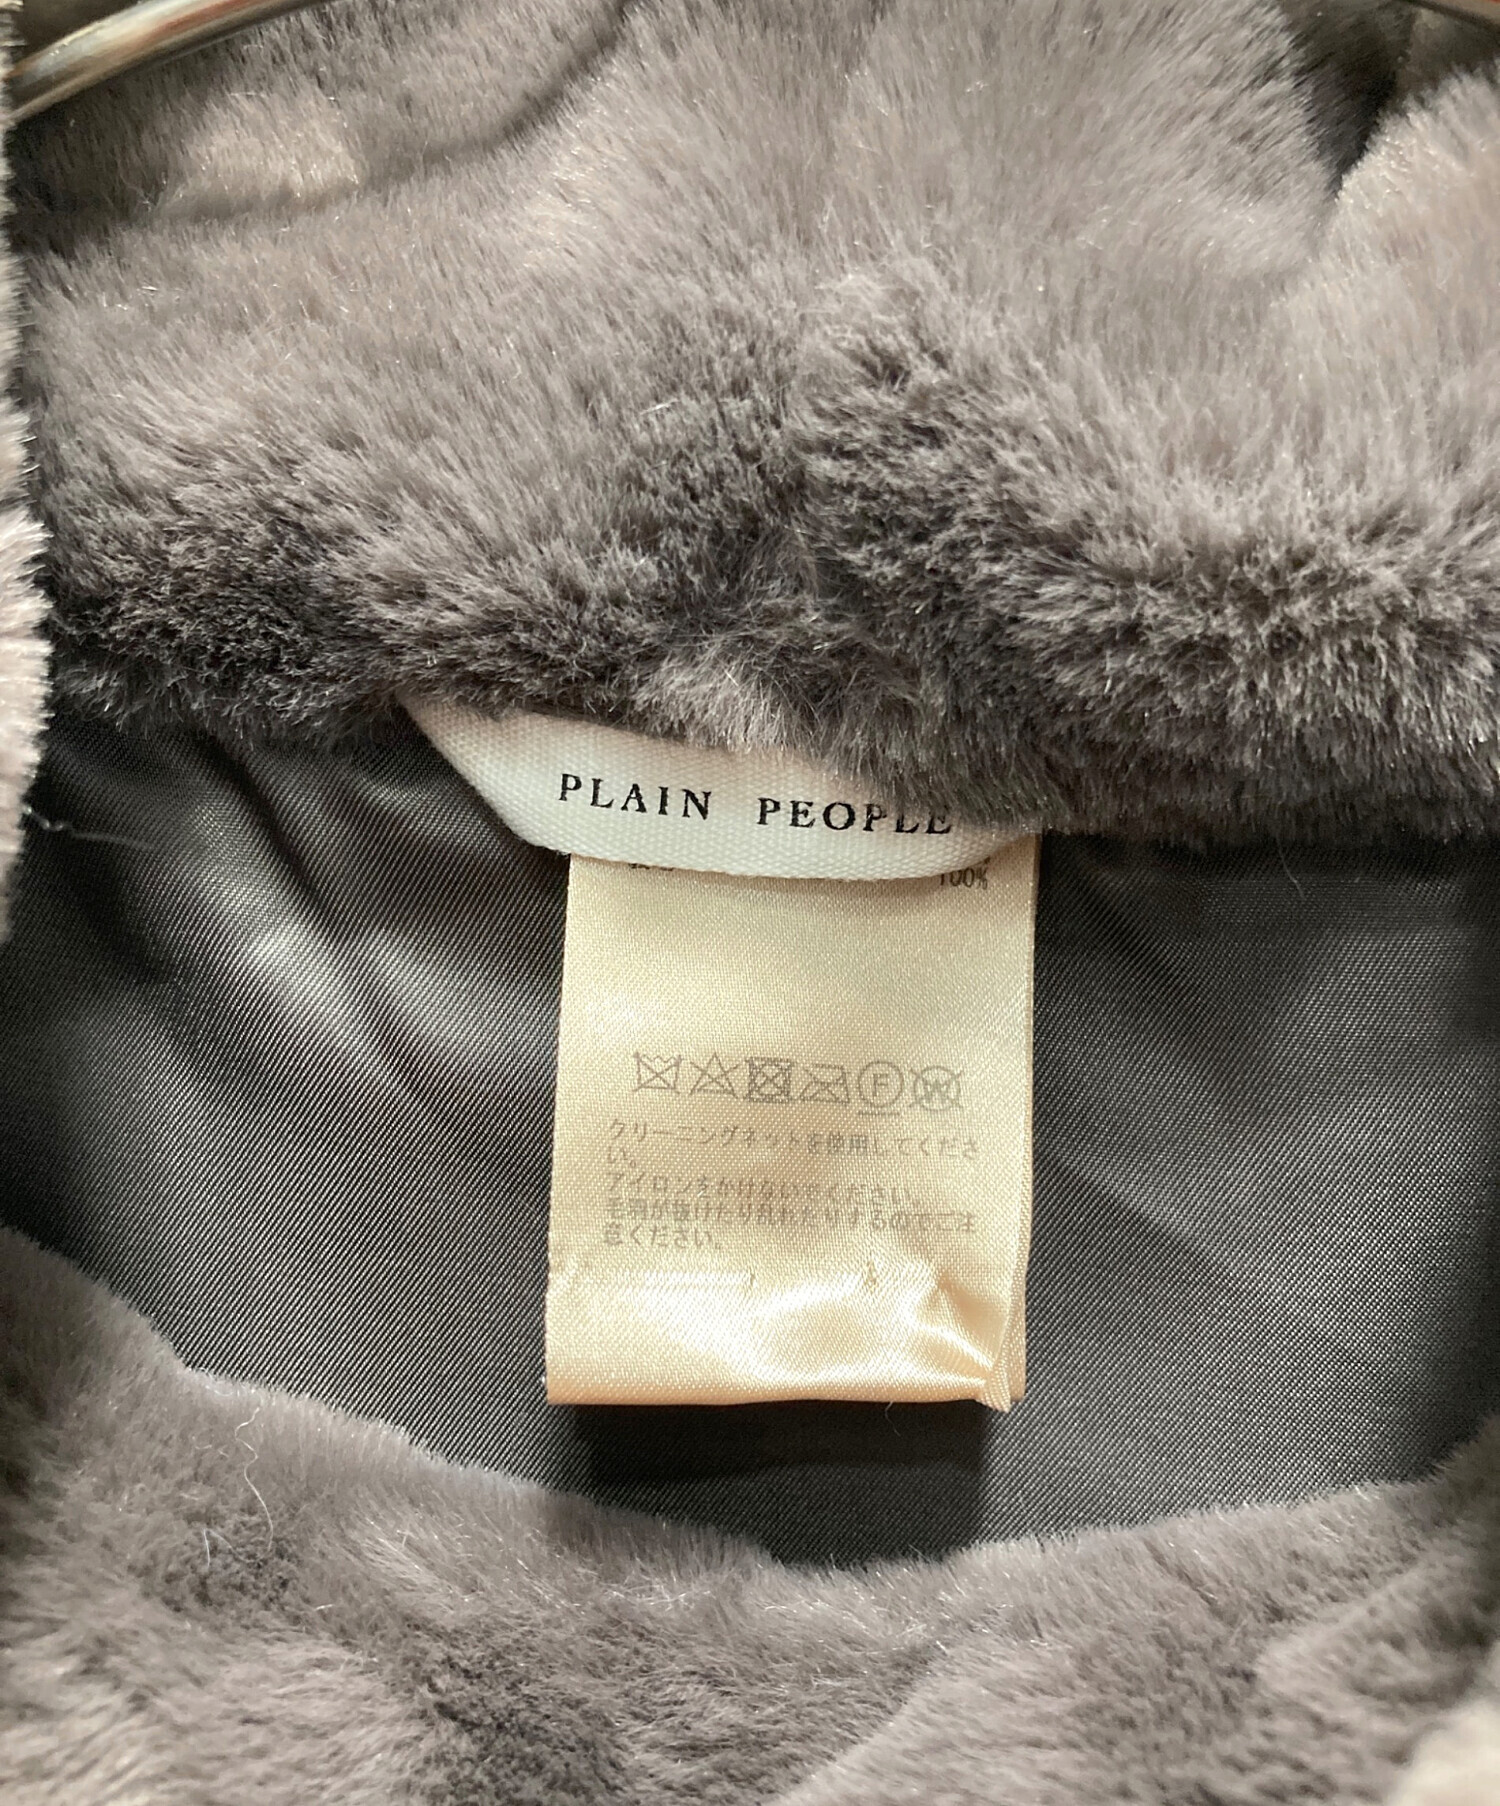 PLAIN PEOPLE
100%
F
W
クリーニングネットを使用してくださ
い。
アイロンをかけないでください。
毛羽が抜けたり乱れたりするのでご注
意ください。